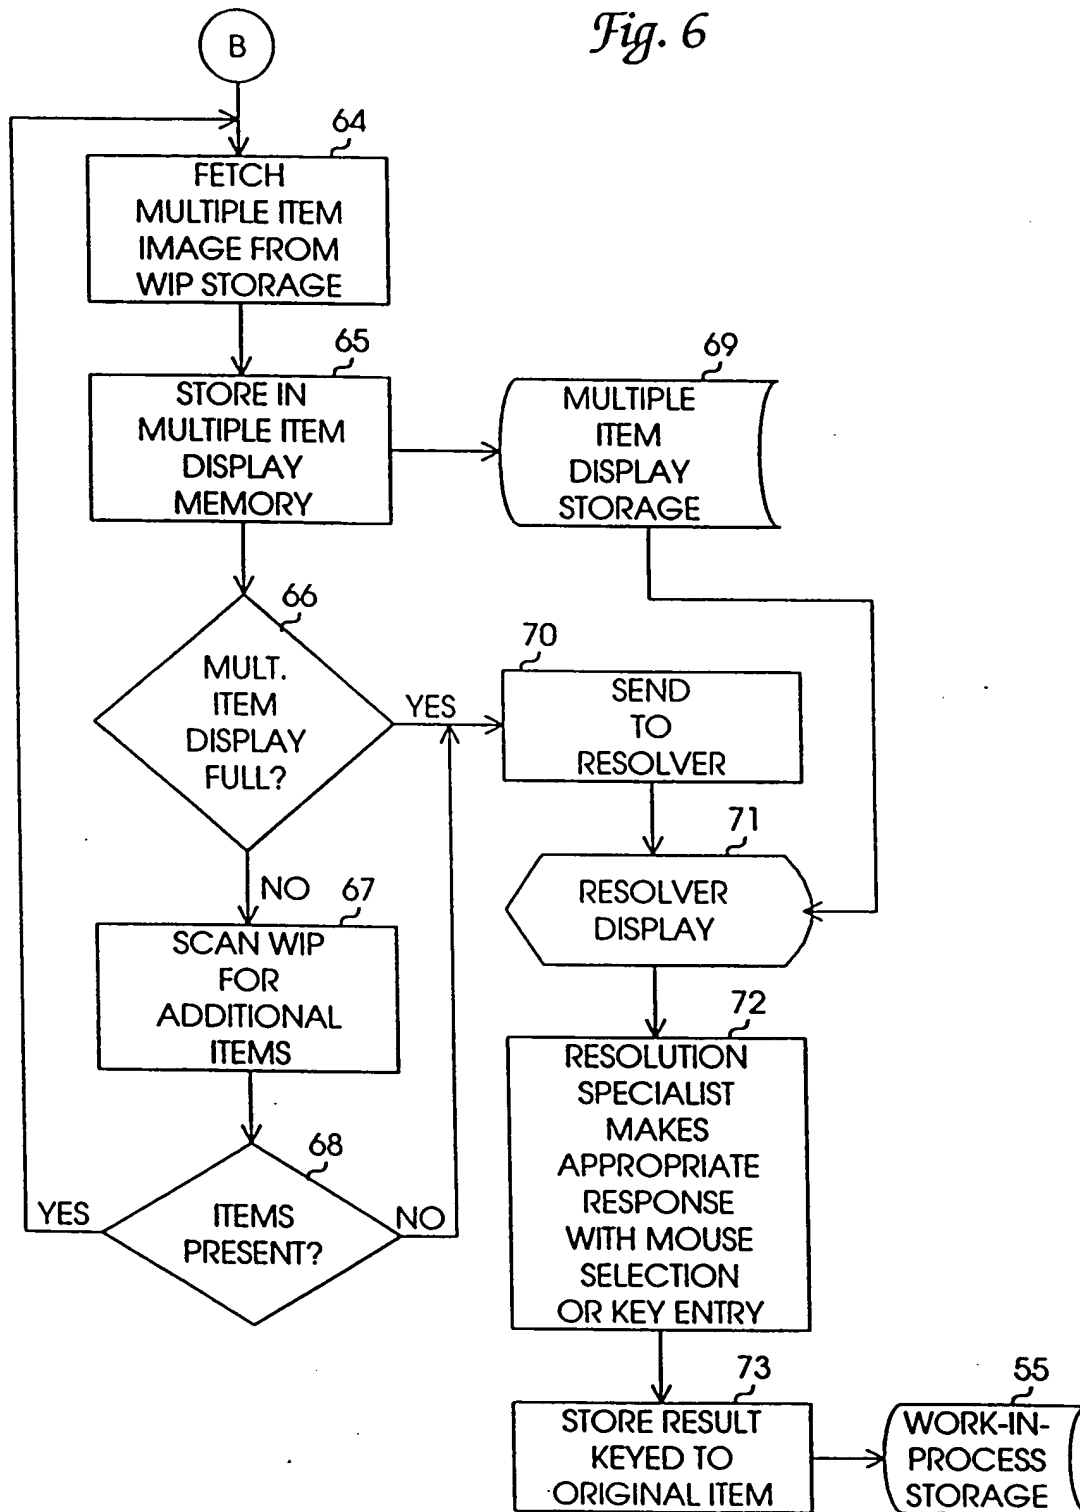 Fig. 6
B
64
FETCH
MULTIPLE ITEM
IMAGE FROM
WIP STORAGE
65
STORE IN
MULTIPLE ITEM
DISPLAY
MEMORY
69
MULTIPLE
ITEM
DISPLAY
STORAGE
66
MULT.
ITEM
DISPLAY
FULL?
YES
NO
70
SEND
TO
RESOLVER
71
RESOLVER
DISPLAY
67
SCAN WIP
FOR
ADDITIONAL
ITEMS
68
ITEMS
PRESENT?
YES
NO
72
RESOLUTION
SPECIALIST
MAKES
APPROPRIATE
RESPONSE
WITH MOUSE
SELECTION
OR KEY ENTRY
73
STORE RESULT
KEYED TO
ORIGINAL ITEM
55
WORK-IN-
PROCESS
STORAGE